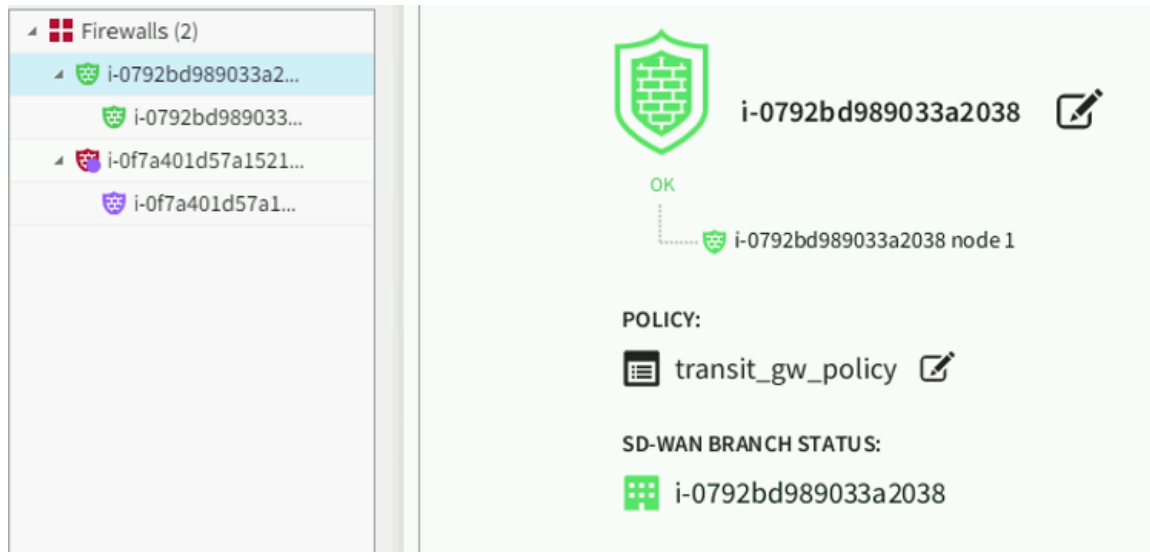 Firewalls (2)
i-0792bd989033a2...
i-0792bd989033...
i-0f7a401d57a1521...
i-0f7a401d57a1...
i-0792bd989033a2038
OK
i-0792bd989033a2038 node 1
POLICY:
transit_gw_policy
SD-WAN BRANCH STATUS:
i-0792bd989033a2038